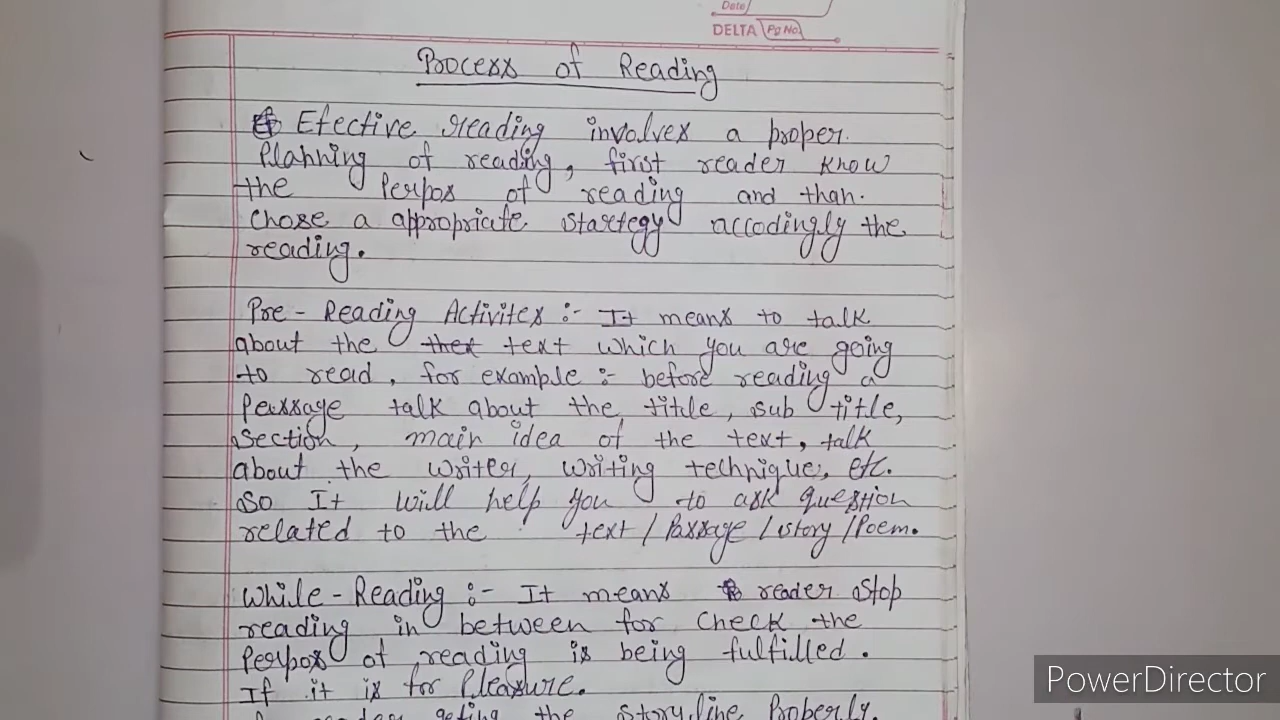 Date
DELTA Pg No.
Process of Reading
Efective reading involves a proper.
Planning of reading, first reader know
the Perpos of reading and than.
chose a appropriate startegy accodingly the
reading.
Pre - Reading Activites :- It means to talk
about the text which you are going
to read, for example :- before reading a
Passage talk about the title, sub title,
section, main idea of the text, talk
about the writer, writing technique, etc.
so It will help you to ask question
related to the text / Passage / story / Poem.
While - Reading :- It means reader stop
reading in between for check the
Perpos of reading is being fulfilled.
If it is for Pleasure.
geting the storyline Properly.
PowerDirector